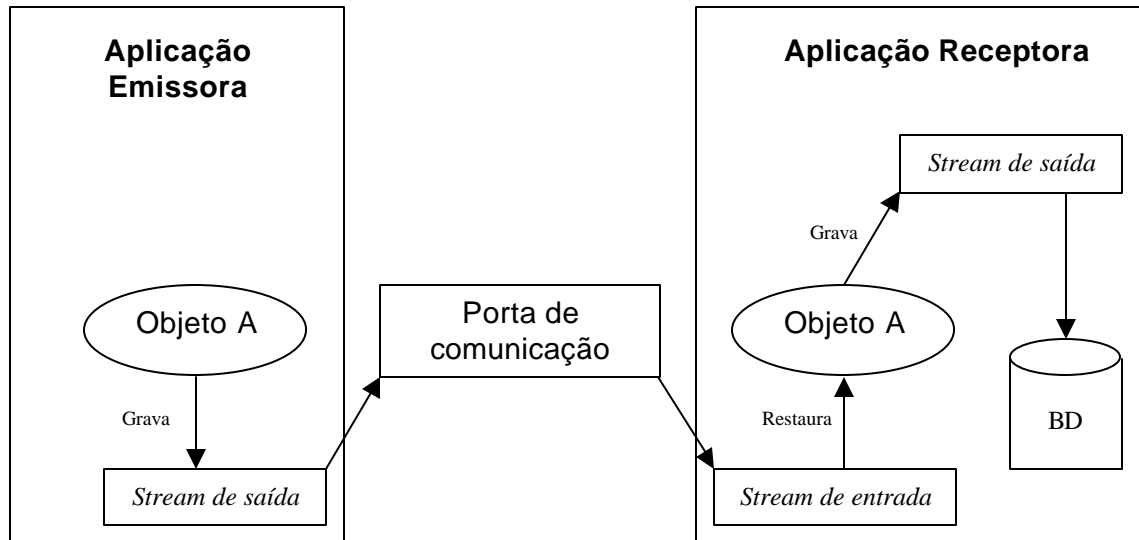 Aplicação
Emissora
Aplicação Receptora
Stream de saída
Grava
Objeto A
Porta de
comunicação
Objeto A
Grava
Restaura
BD
Stream de saída
Stream de entrada